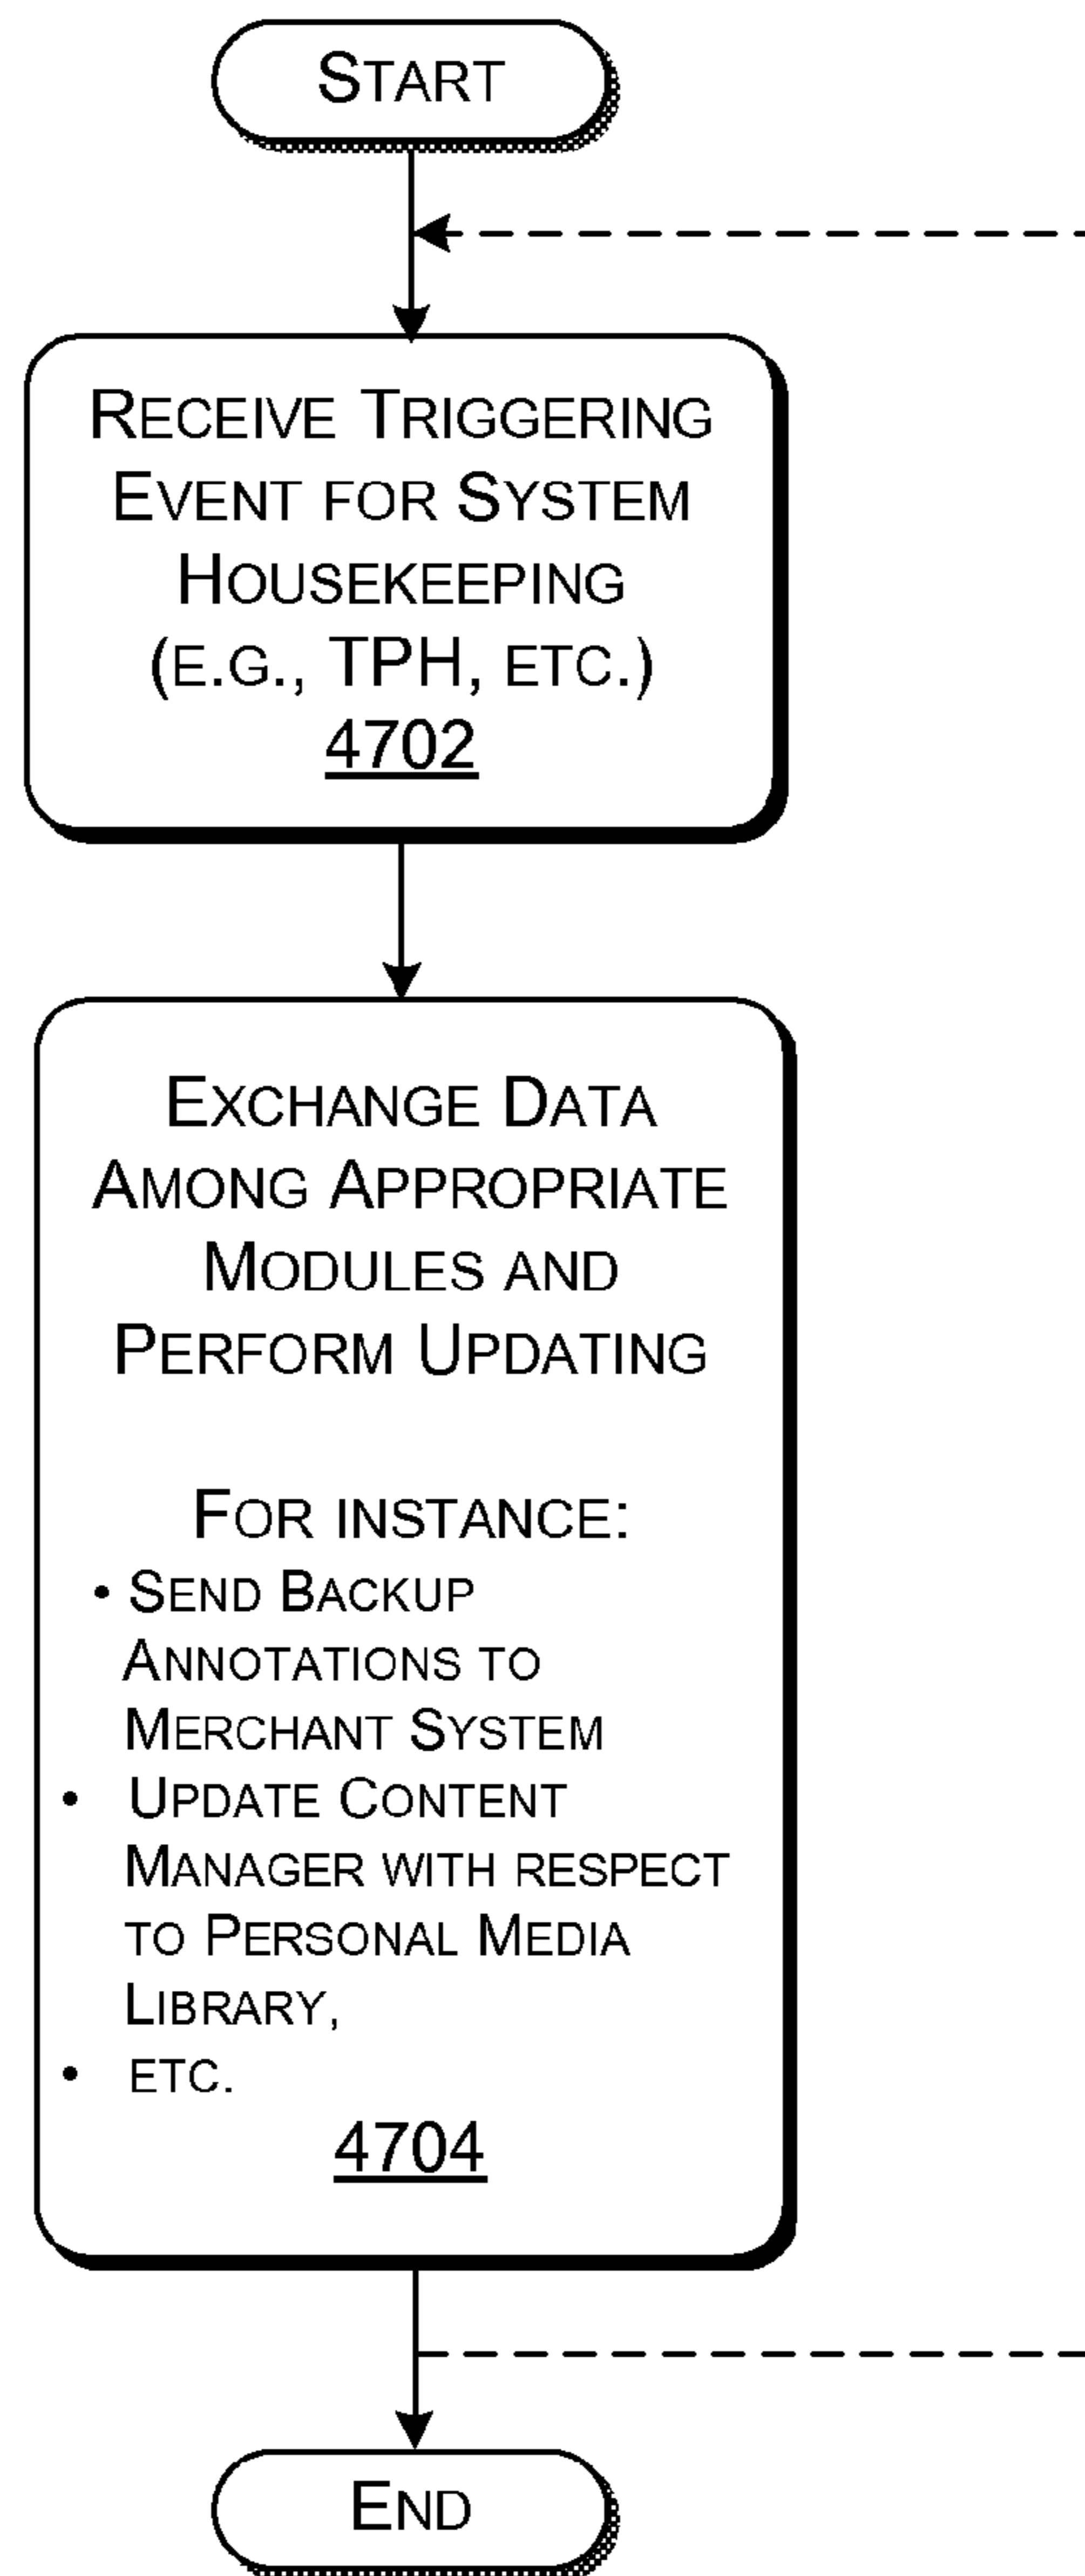 START
RECEIVE TRIGGERING
EVENT FOR SYSTEM
HOUSEKEEPING
(E.G., TPH, ETC.)
4702
EXCHANGE DATA
AMONG APPROPRIATE
MODULES AND
PERFORM UPDATING
FOR INSTANCE:
• SEND BACKUP
ANNOTATIONS TO
MERCHANT SYSTEM
• UPDATE CONTENT
MANAGER WITH RESPECT
TO PERSONAL MEDIA
LIBRARY,
• ETC.
4704
END